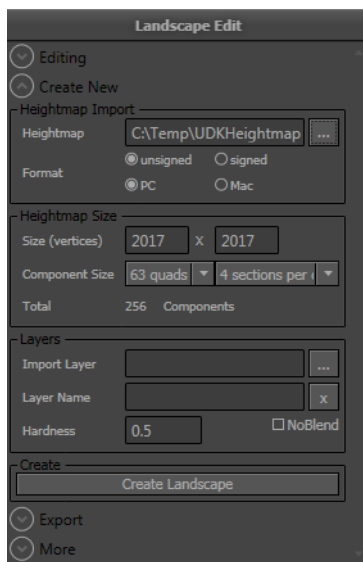 Landscape Edit
Editing
Create New
Heightmap Import
Heightmap C:\Temp\UDKHeightmap ...
Format unsigned signed
PC Mac
Heightmap Size
Size (vertices) 2017 x 2017
Component Size 63 quads 4 sections per
Total 256 Components
Layers
Import Layer ...
Layer Name x
Hardness 0.5 NoBlend
Create
Create Landscape
Export
More